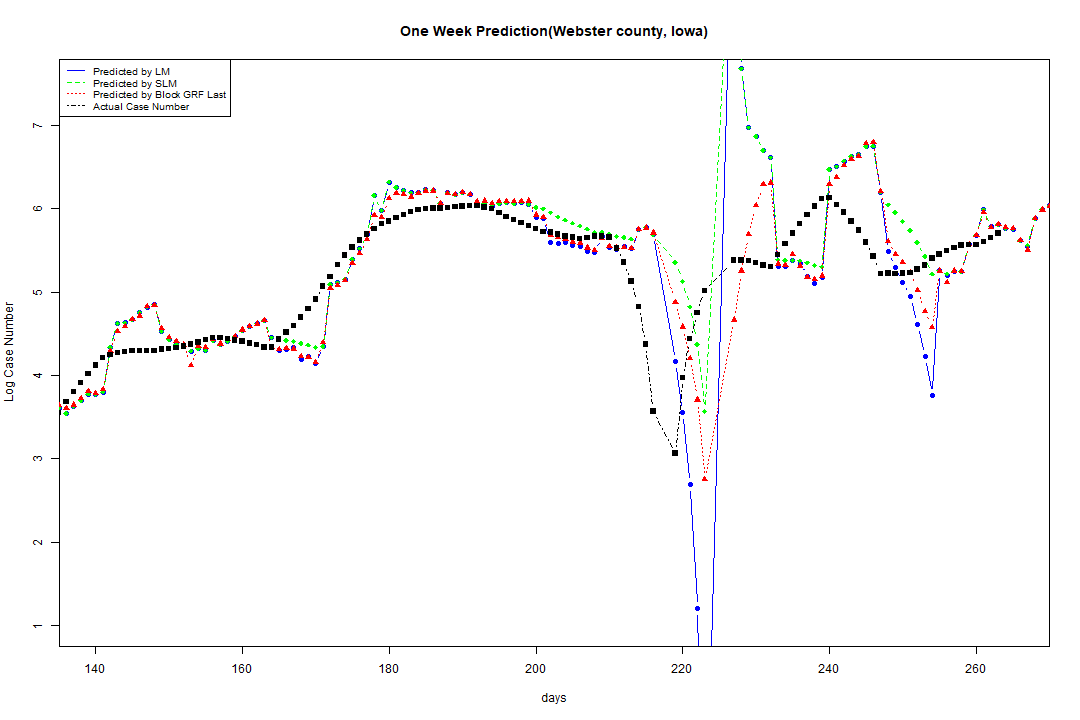 One Week Prediction(Webster county, Iowa)
Predicted by LM
Predicted by SLM
Predicted by Block GRF Last
Actual Case Number
Log Case Number
7
6
5
4
3
2
1
140 160 180 200 220 240 260
days